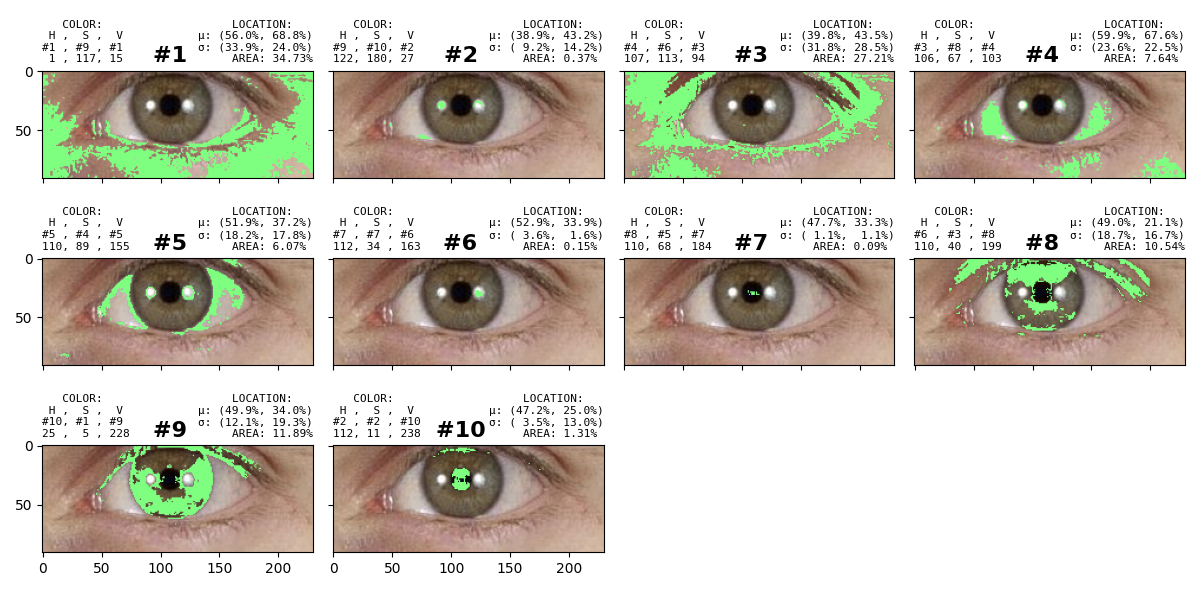 COLOR: LOCATION:
H , S , V μ: (56.0%, 68.8%)
#1 , #9 , #1 #1 σ: (33.9%, 24.0%)
1 , 117, 15 AREA: 34.73%
COLOR: LOCATION:
H , S , V μ: (38.9%, 43.2%)
#9 , #10, #2 #2 σ: ( 9.2%, 14.2%)
122, 180, 27 AREA: 0.37%
COLOR: LOCATION:
H , S , V μ: (39.8%, 43.5%)
#4 , #6 , #3 #3 σ: (31.8%, 28.5%)
107, 113, 94 AREA: 27.21%
COLOR: LOCATION:
H , S , V μ: (59.9%, 67.6%)
#3 , #8 , #4 #4 σ: (23.6%, 22.5%)
106, 67 , 103 AREA: 7.64%
0
50
COLOR: LOCATION:
H , S , V μ: (51.9%, 37.2%)
#5 , #4 , #5 #5 σ: (18.2%, 17.8%)
110, 89 , 155 AREA: 6.07%
COLOR: LOCATION:
H , S , V μ: (52.9%, 33.9%)
#7 , #7 , #6 #6 σ: ( 3.6%, 1.6%)
112, 34 , 163 AREA: 0.15%
COLOR: LOCATION:
H , S , V μ: (47.7%, 33.3%)
#8 , #5 , #7 #7 σ: ( 1.1%, 1.1%)
110, 68 , 184 AREA: 0.09%
COLOR: LOCATION:
H , S , V μ: (49.0%, 21.1%)
#6 , #3 , #8 #8 σ: (18.7%, 16.7%)
110, 40 , 199 AREA: 10.54%
0
50
COLOR: LOCATION:
H , S , V μ: (49.9%, 34.0%)
#10, #1 , #9 #9 σ: (12.1%, 19.3%)
25 , 5 , 228 AREA: 11.89%
COLOR: LOCATION:
H , S , V μ: (47.2%, 25.0%)
#2 , #2 , #10 #10 σ: ( 3.5%, 13.0%)
112, 11 , 238 AREA: 1.31%
0
50
0 50 100 150 200
0 50 100 150 200